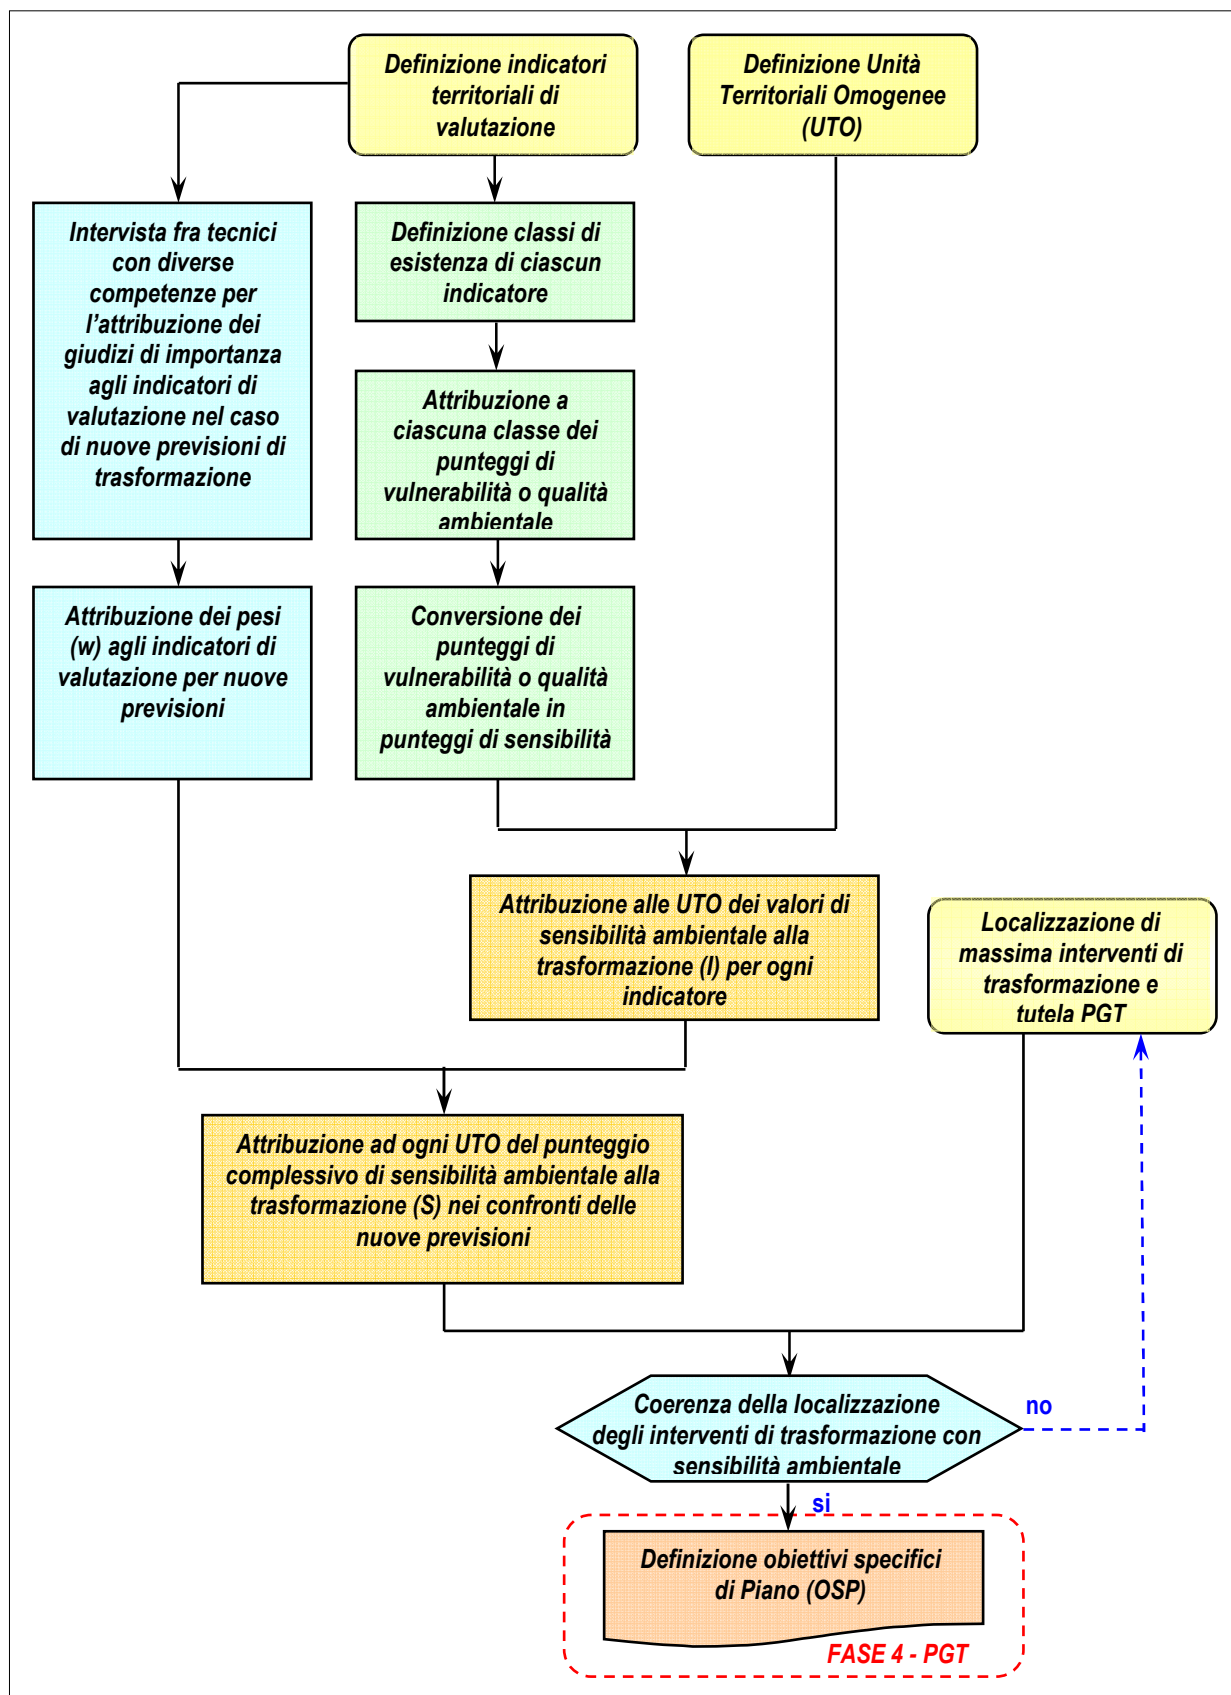 Definizione indicatori
territoriali di
valutazione
Definizione Unità
Territoriali Omogenee
(UTO)
Intervista fra tecnici
con diverse
competenze per
l'attribuzione dei
giudizi di importanza
agli indicatori di
valutazione nel caso
di nuove previsioni di
trasformazione
Definizione classi di
esistenza di ciascun
indicatore
Attribuzione a
ciascuna classe dei
punteggi di
vulnerabilità o qualità
ambientale
Attribuzione dei pesi
(w) agli indicatori di
valutazione per nuove
previsioni
Conversione dei
punteggi di
vulnerabilità o qualità
ambientale in
punteggi di sensibilità
Attribuzione alle UTO dei valori di
sensibilità ambientale alla
trasformazione (I) per ogni
indicatore
Localizzazione di
massima interventi di
trasformazione e
tutela PGT
Attribuzione ad ogni UTO del punteggio
complessivo di sensibilità ambientale alla
trasformazione (S) nei confronti delle
nuove previsioni
Coerenza della localizzazione
degli interventi di trasformazione con
sensibilità ambientale
no
si
Definizione obiettivi specifici
di Piano (OSP)
FASE 4 - PGT